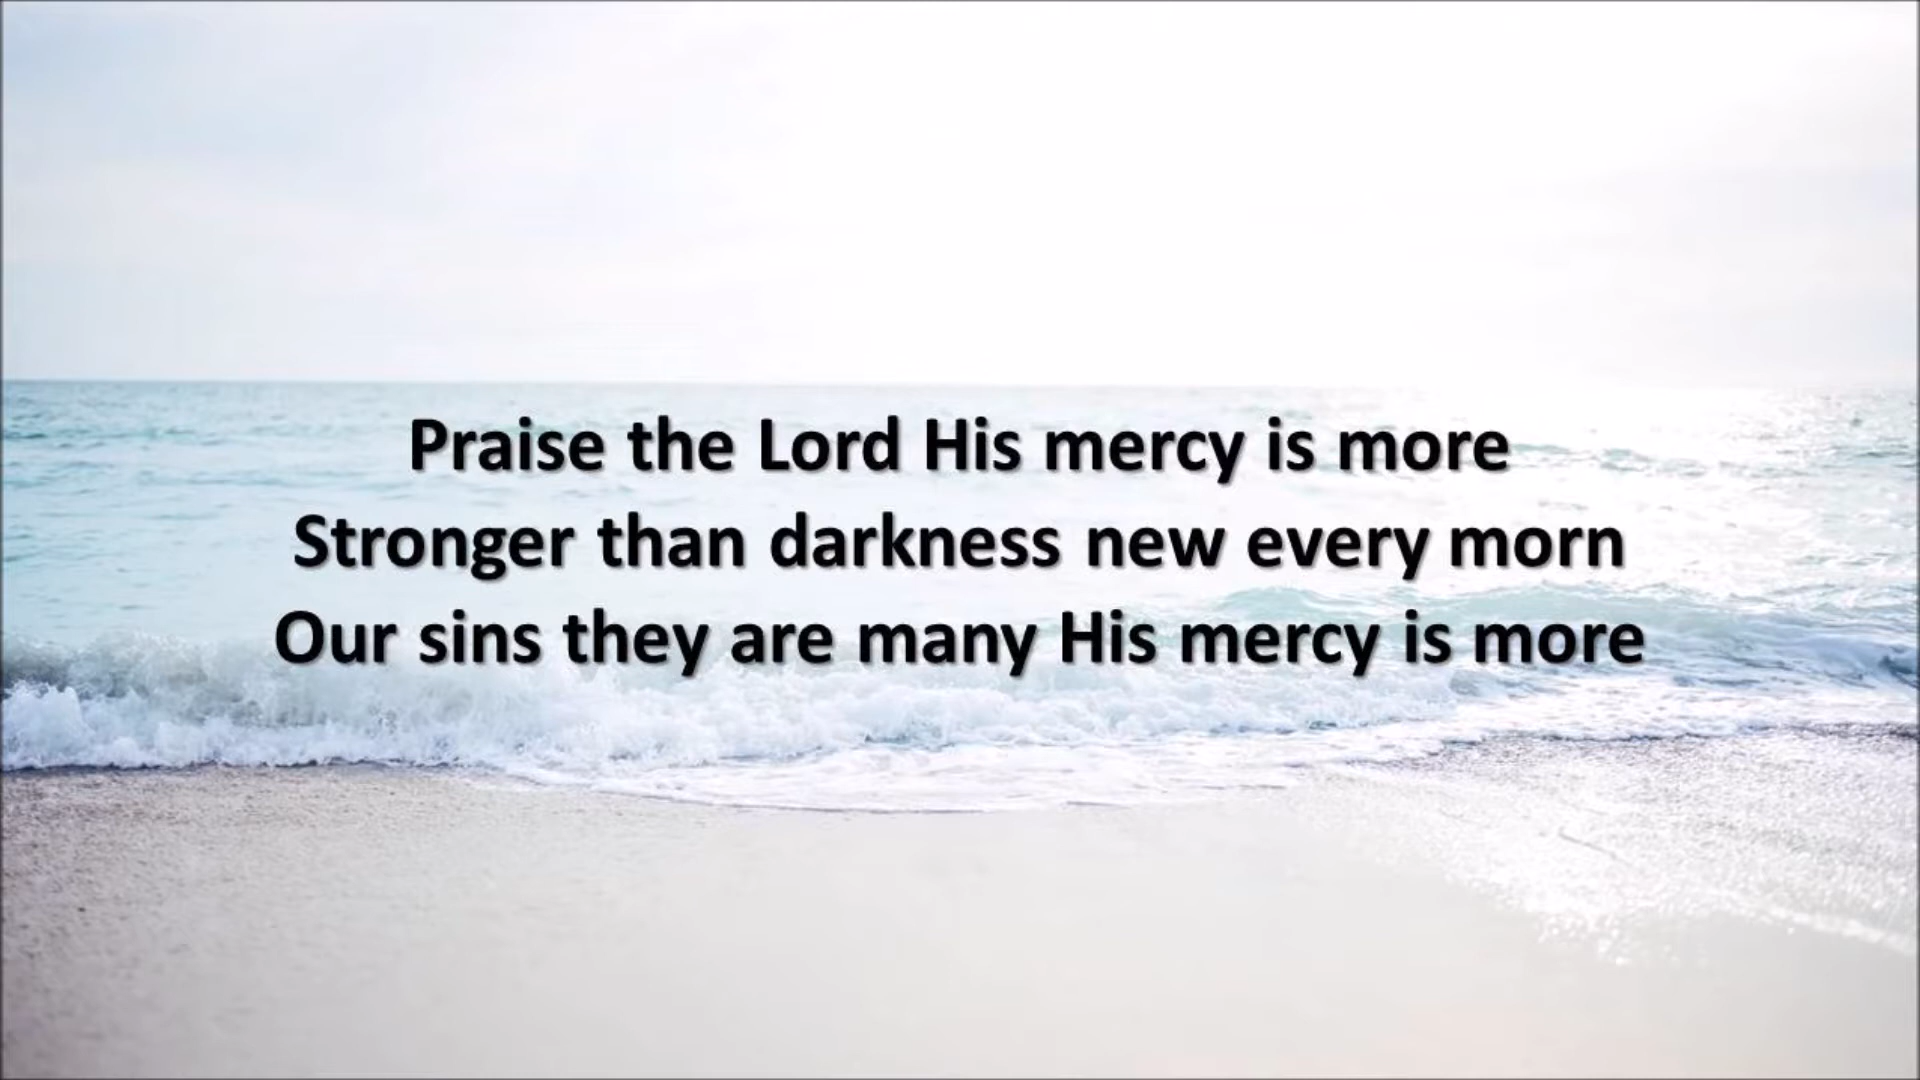 Praise the Lord His mercy is more
Stronger than darkness new every morn
Our sins they are many His mercy is more